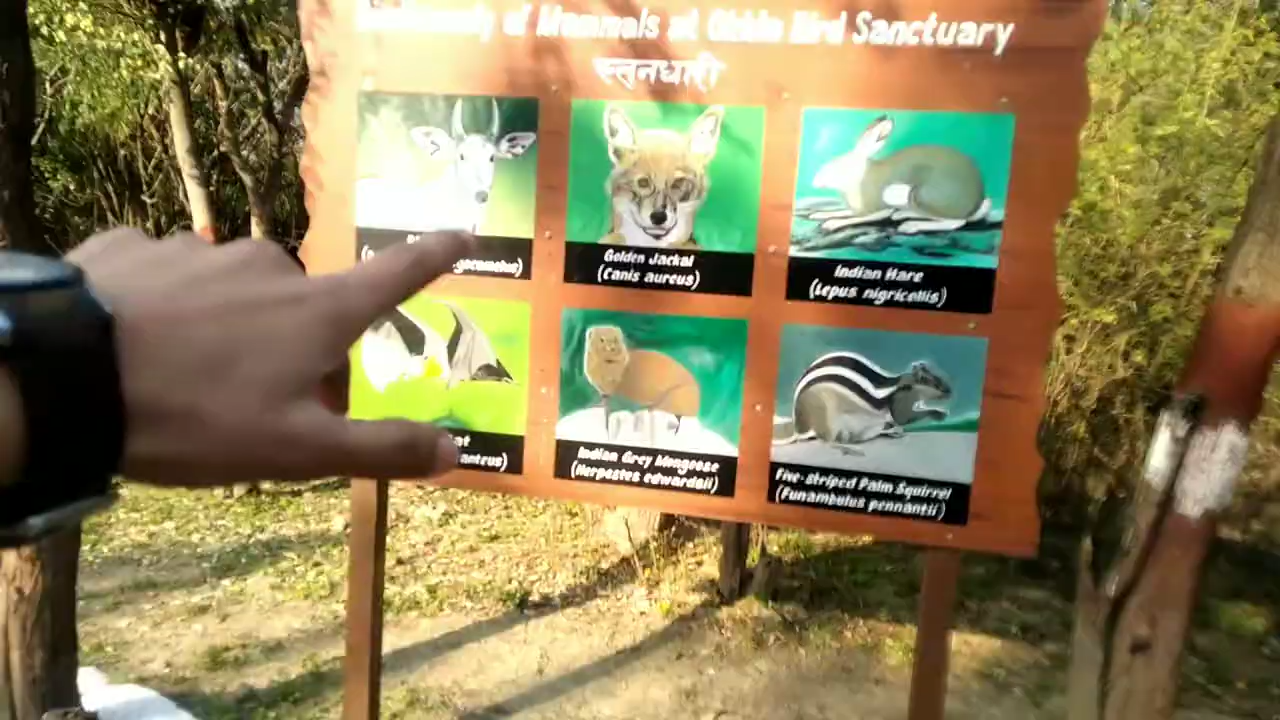 of Mammals at Okhla Bird Sanctuary
स्तनधारी
Golden Jackal
(Canis aureus)
Indian Hare
(Lepus nigricollis)
Indian Grey Mongoose
(Herpestes edwardsii)
Five-striped Palm Squirrel
(Funambulus pennantii)